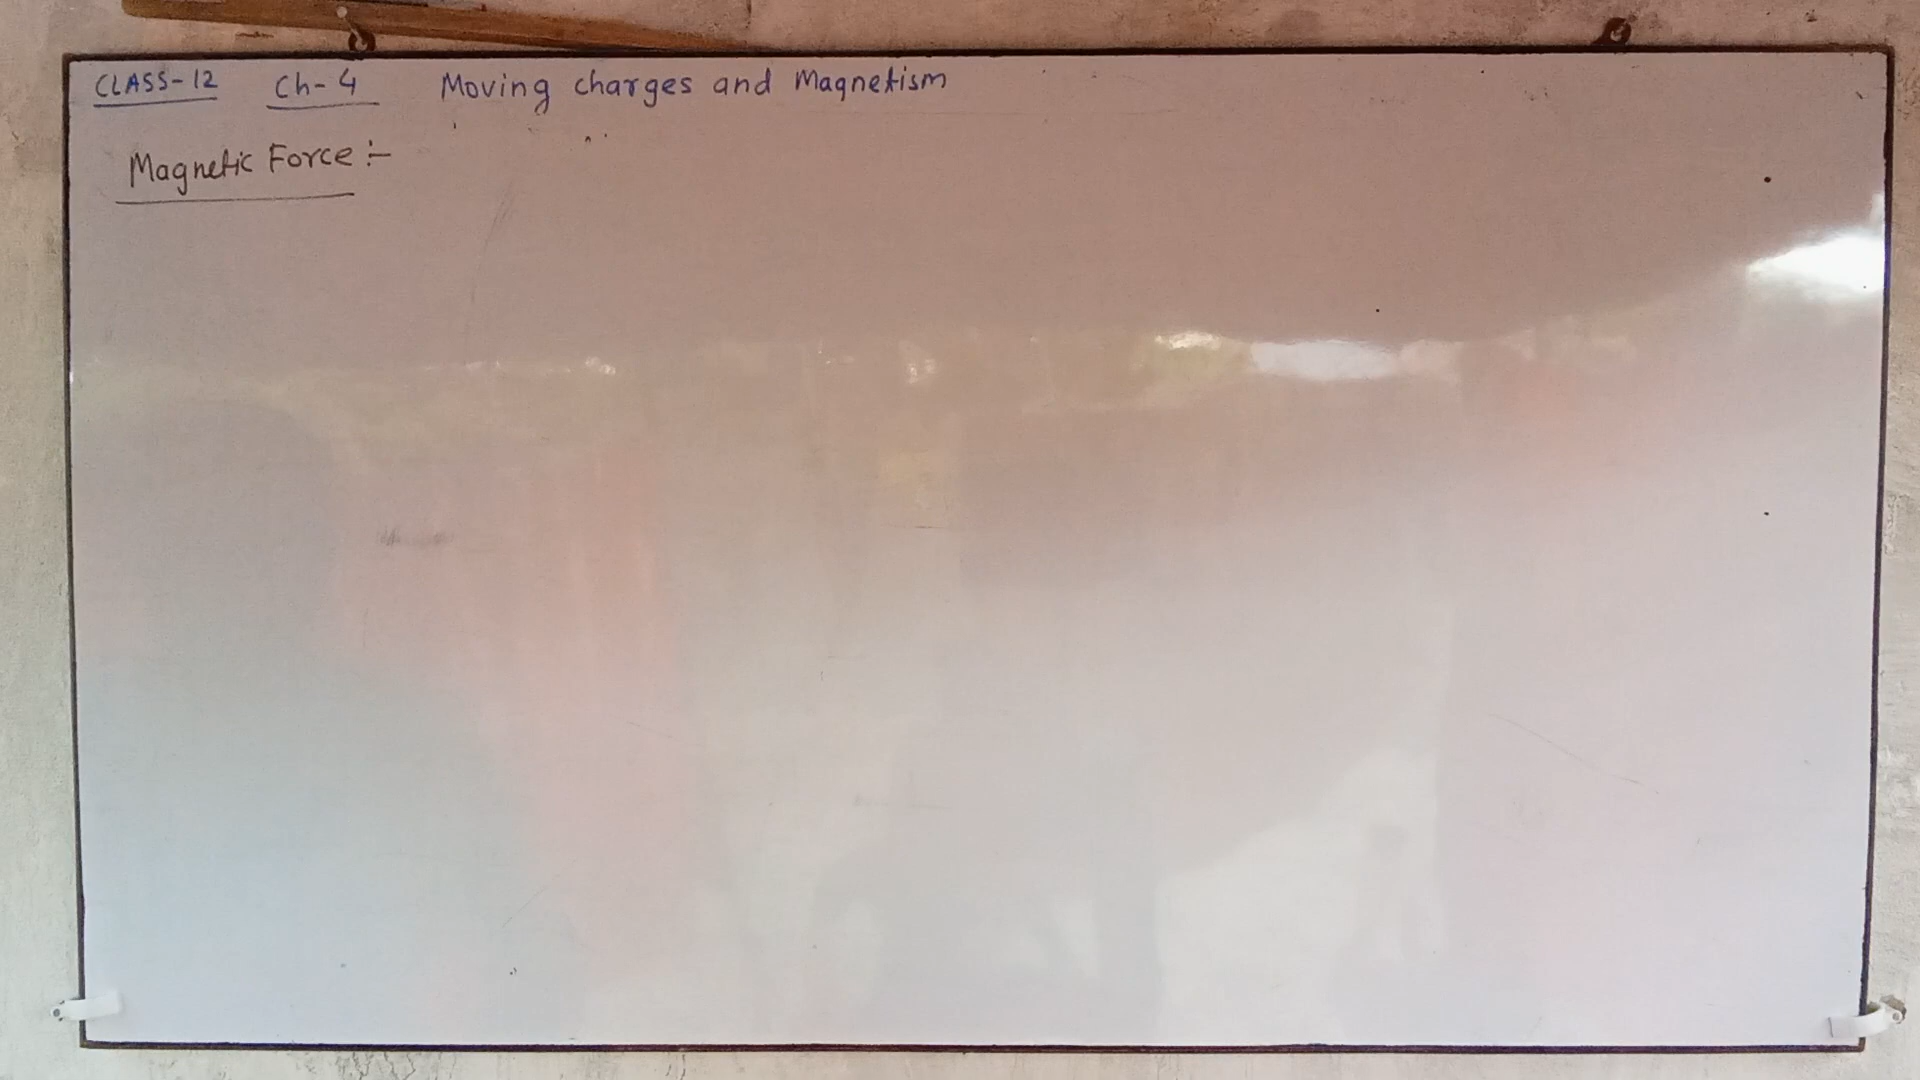 CLASS-12 Ch-4 Moving charges and Magnetism
Magnetic Force :-